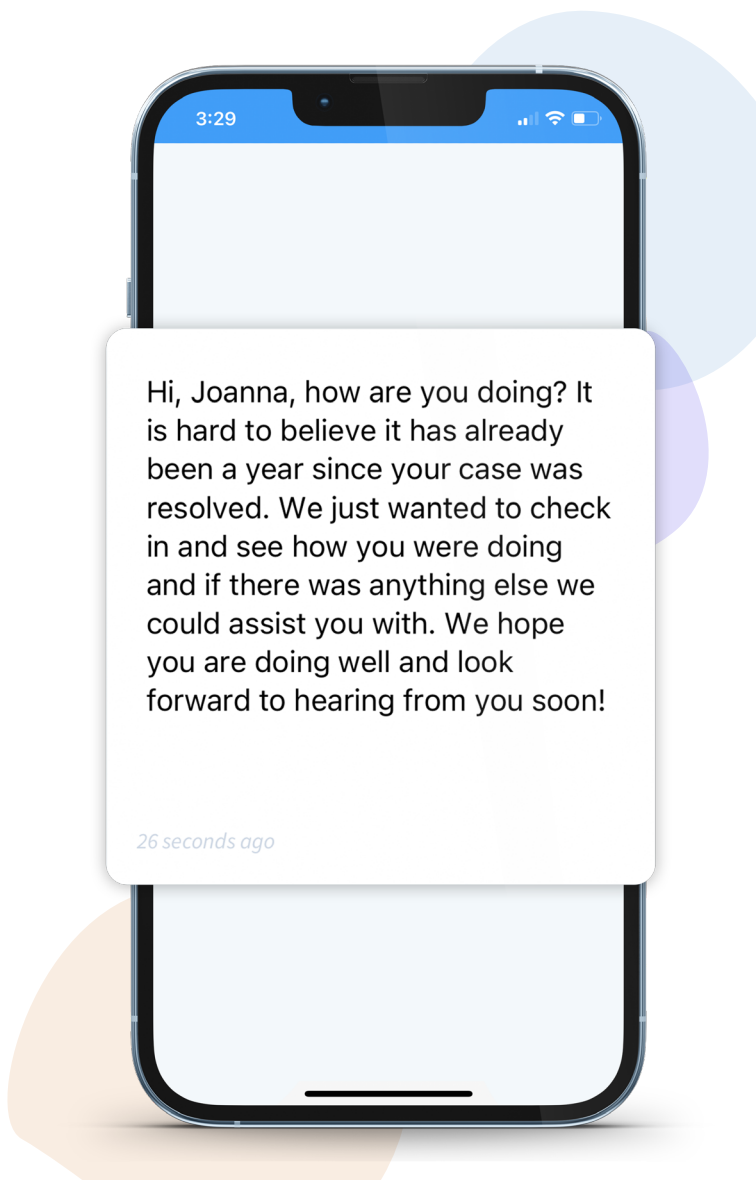 3:29
Hi, Joanna, how are you doing? It
is hard to believe it has already
been a year since your case was
resolved. We just wanted to check
in and see how you were doing
and if there was anything else we
could assist you with. We hope
you are doing well and look
forward to hearing from you soon!
26 seconds ago